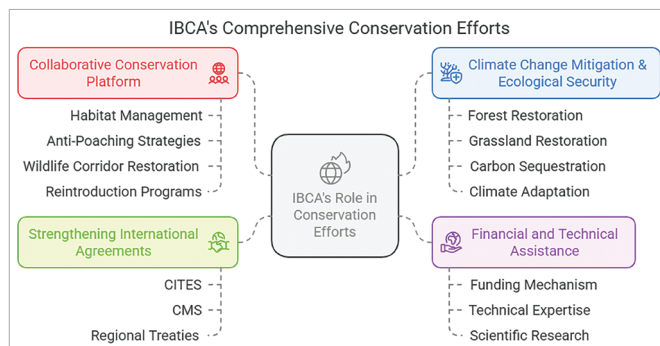 IBCA's Comprehensive Conservation Efforts
Collaborative Conservation
Platform
Habitat Management
Anti-Poaching Strategies
Wildlife Corridor Restoration
Reintroduction Programs
Climate Change Mitigation &
Ecological Security
Forest Restoration
Grassland Restoration
Carbon Sequestration
Climate Adaptation
IBCA's Role in
Conservation
Efforts
Strengthening International
Agreements
CITES
CMS
Regional Treaties
Financial and Technical
Assistance
Funding Mechanism
Technical Expertise
Scientific Research